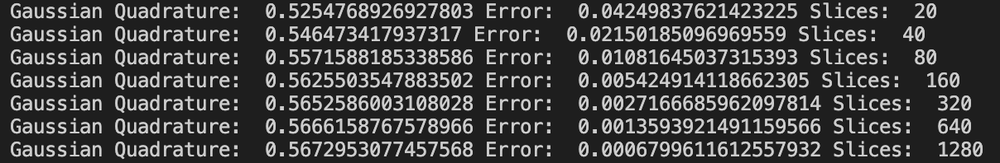 Gaussian Quadrature:  0.5254768926927803 Error:  0.04249837621423225 Slices:  20
Gaussian Quadrature:  0.546473417937317 Error:  0.02150185096969559 Slices:  40
Gaussian Quadrature:  0.5571588185338586 Error:  0.01081645037315393 Slices:  80
Gaussian Quadrature:  0.5625503547883502 Error:  0.005424914118662305 Slices:  160
Gaussian Quadrature:  0.5652586003108028 Error:  0.0027166685962097814 Slices:  320
Gaussian Quadrature:  0.5666158767578966 Error:  0.0013593921491159566 Slices:  640
Gaussian Quadrature:  0.5672953077457568 Error:  0.0006799611612557932 Slices:  1280